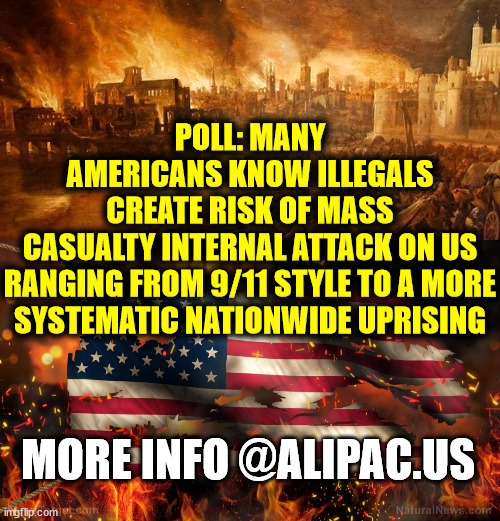 POLL: MANY
AMERICANS KNOW ILLEGALS
CREATE RISK OF MASS
CASUALTY INTERNAL ATTACK ON US
RANGING FROM 9/11 STYLE TO A MORE
SYSTEMATIC NATIONWIDE UPRISING
MORE INFO @ALIPAC.US
imgflip.com
NaturalNews.com